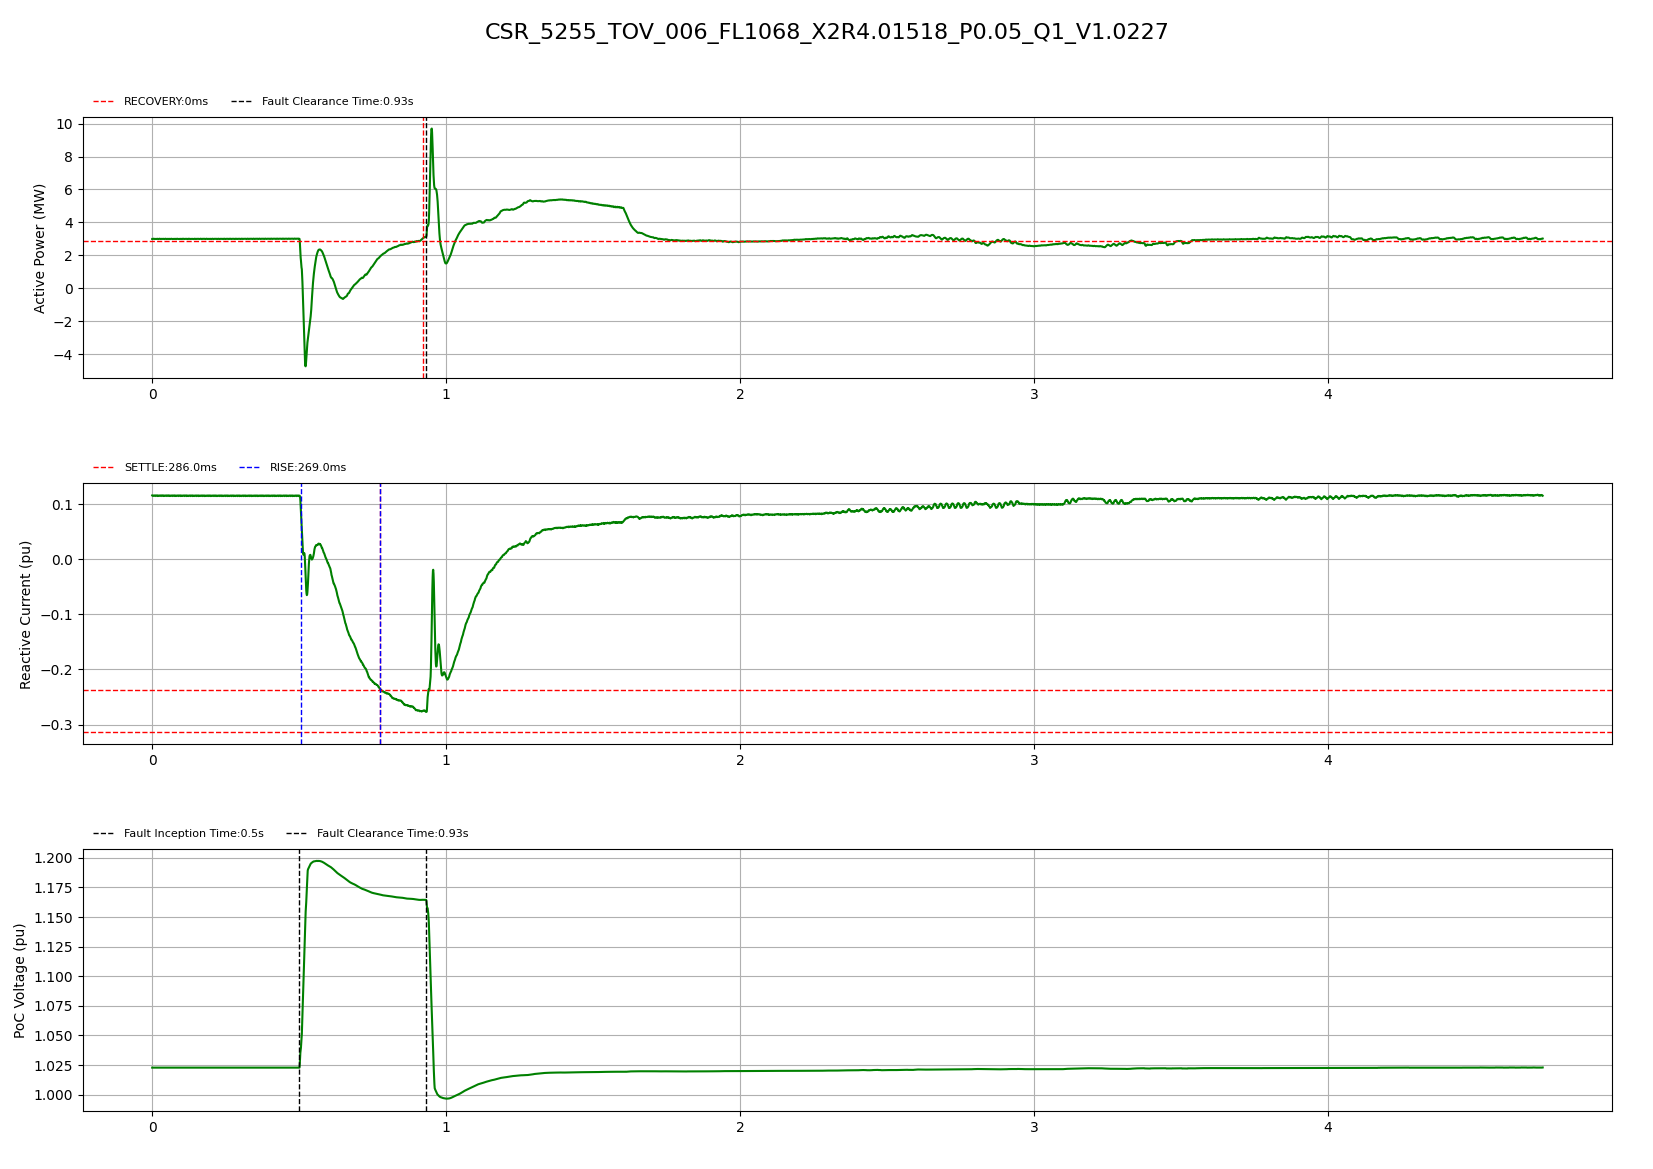 CSR_5255_TOV_006_FL1068_X2R4.01518_P0.05_Q1_V1.0227
RECOVERY:0ms Fault Clearance Time:0.93s
Active Power (MW)
10
8
6
4
2
0
−2
−4
0 1 2 3 4
SETTLE:286.0ms RISE:269.0ms
Reactive Current (pu)
0.1
0.0
−0.1
−0.2
−0.3
0 1 2 3 4
Fault Inception Time:0.5s Fault Clearance Time:0.93s
PoC Voltage (pu)
1.200
1.175
1.150
1.125
1.100
1.075
1.050
1.025
1.000
0 1 2 3 4